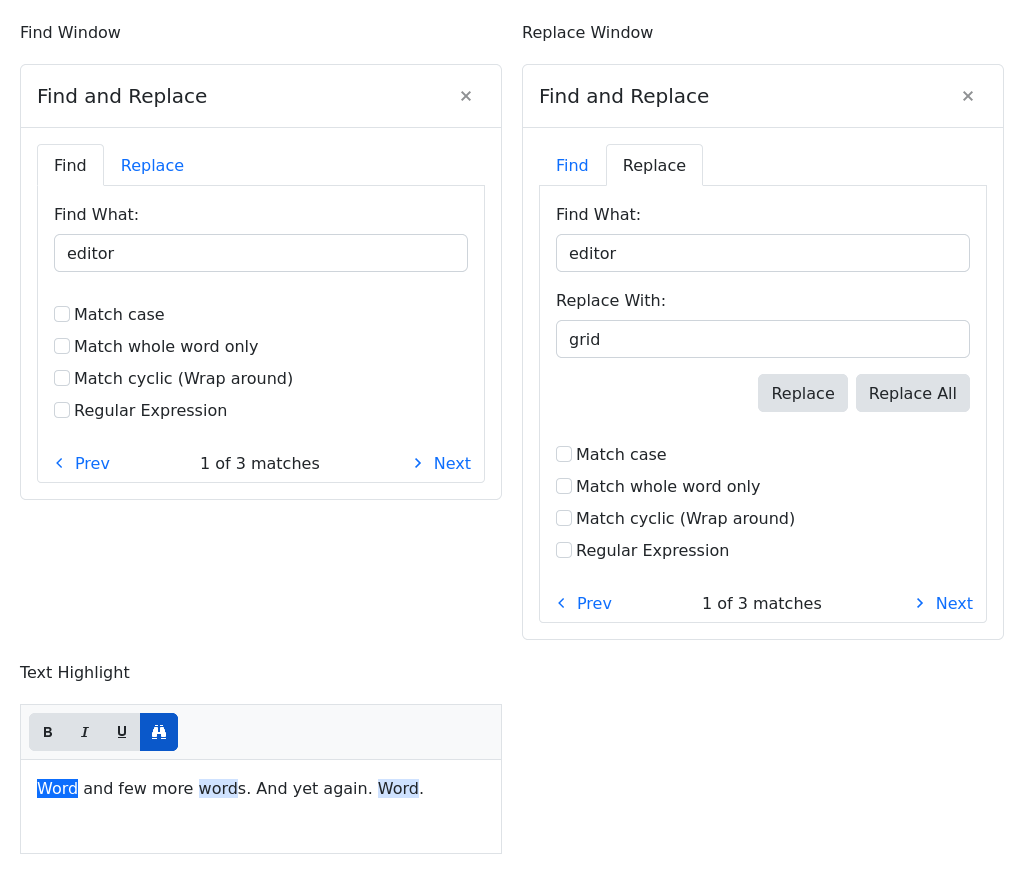 Find Window
Find and Replace
Find Replace
Find What:
editor
Match case
Match whole word only
Match cyclic (Wrap around)
Regular Expression
Prev 1 of 3 matches Next
Replace Window
Find and Replace
Find Replace
Find What:
editor
Replace With:
grid
Replace Replace All
Match case
Match whole word only
Match cyclic (Wrap around)
Regular Expression
Prev 1 of 3 matches Next
Text Highlight
B I U
Word and few more words. And yet again. Word.